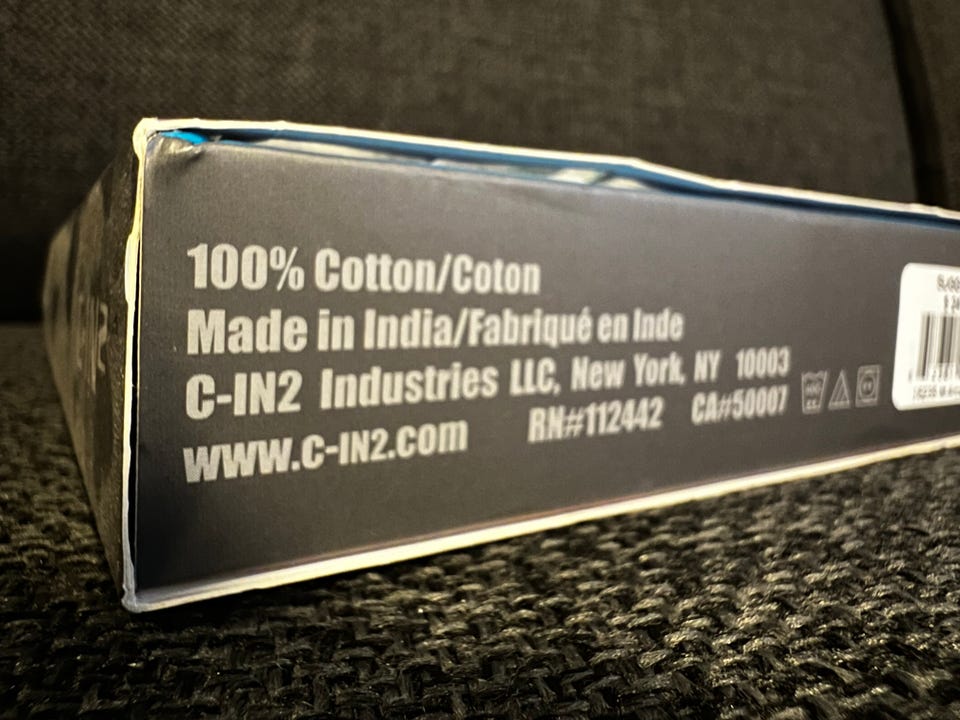 100% Cotton/Coton
Made in India/Fabriqué en Inde
C-IN2 Industries LLC, New York, NY 10003
www.C-IN2.com RN#112442 CA#50007